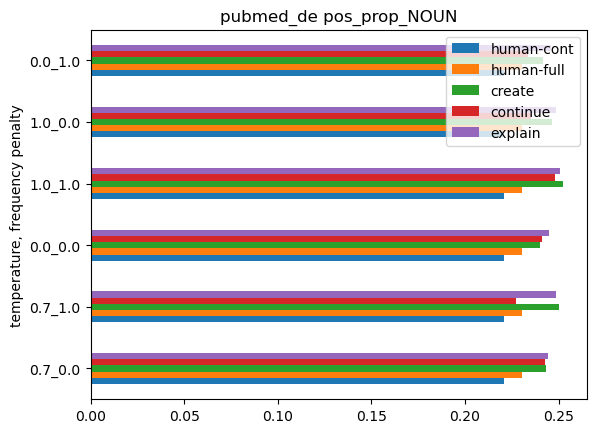 pubmed_de pos_prop_NOUN
temperature, frequency penalty
0.0_1.0
1.0_0.0
1.0_1.0
0.0_0.0
0.7_1.0
0.7_0.0
human-cont
human-full
create
continue
explain
0.00 0.05 0.10 0.15 0.20 0.25